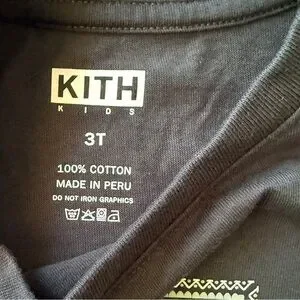 KITH
KIDS
3T
100% COTTON
MADE IN PERU
DO NOT IRON GRAPHICS